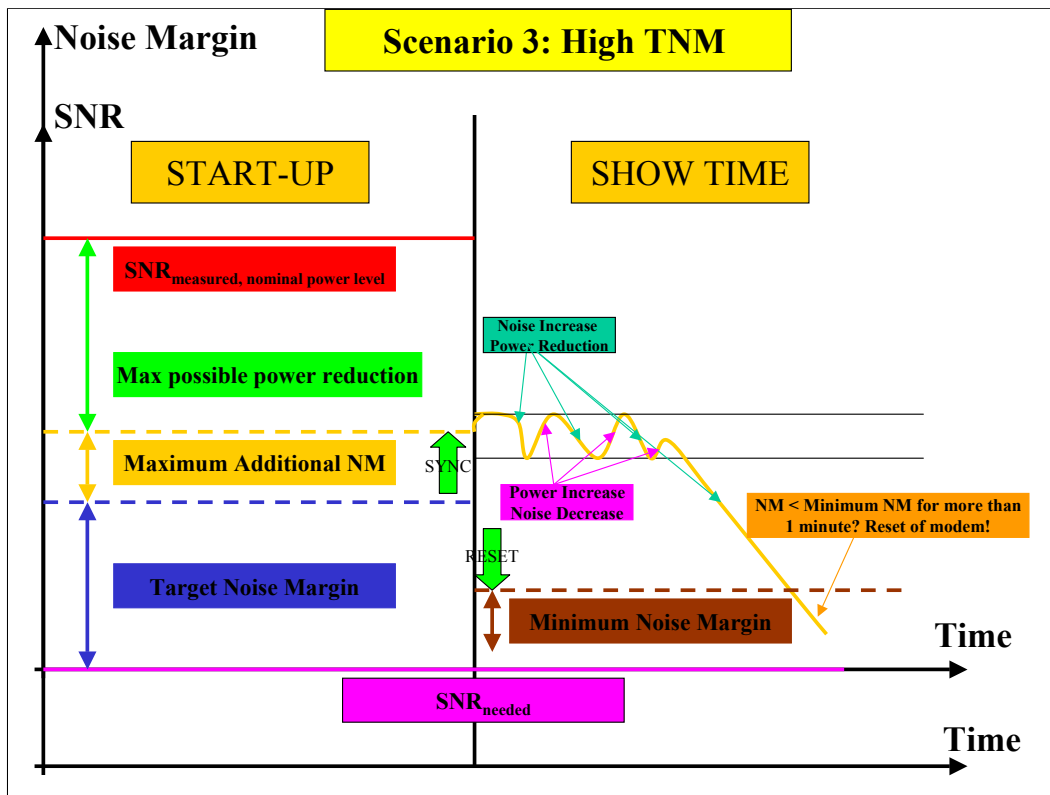 Noise Margin
Scenario 3: High TNM
SNR
START-UP
SHOW TIME
SNRmeasured, nominal power level
Noise Increase
Power Reduction
Max possible power reduction
Maximum Additional NM
SYNC
Power Increase
Noise Decrease
NM < Minimum NM for more than
1 minute? Reset of modem!
RESET
Target Noise Margin
Minimum Noise Margin
Time
SNRneeded
Time